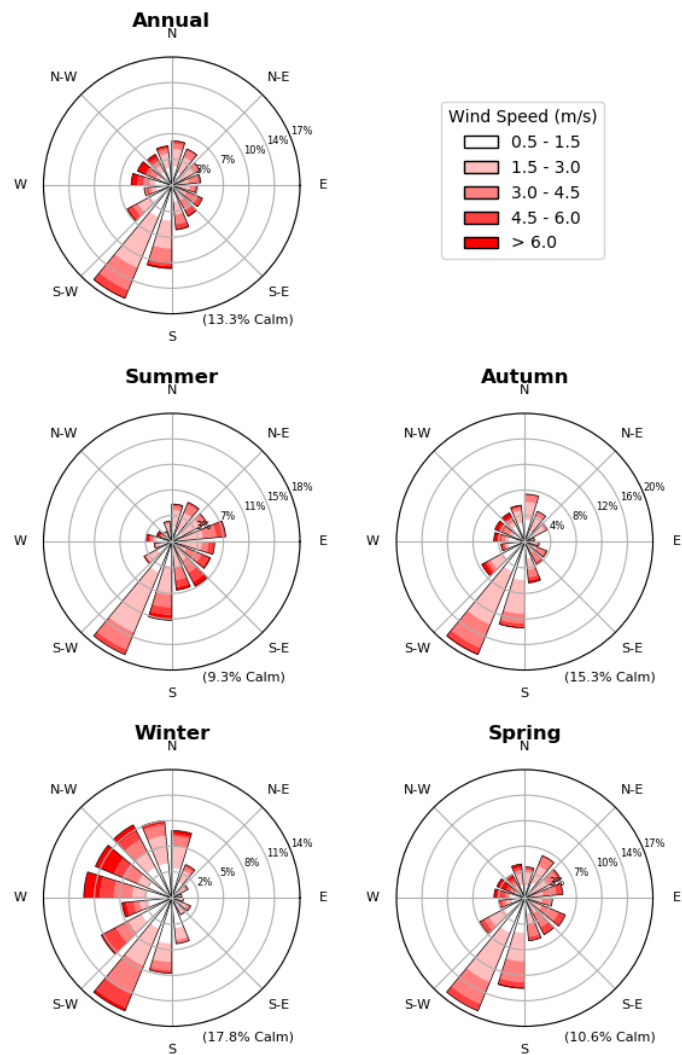 Annual
N
N-W
N-E
17%
14%
10%
7%
3%
W
E
S-W
S-E
(13.3% Calm)
S
Wind Speed (m/s)
0.5 - 1.5
1.5 - 3.0
3.0 - 4.5
4.5 - 6.0
> 6.0
Summer
N
N-W
N-E
18%
15%
11%
7%
3%
W
E
S-W
S-E
(9.3% Calm)
S
Autumn
N
N-W
N-E
20%
16%
12%
8%
4%
W
E
S-W
S-E
(15.3% Calm)
S
Winter
N
N-W
N-E
14%
11%
8%
5%
2%
W
E
S-W
S-E
(17.8% Calm)
S
Spring
N
N-W
N-E
17%
14%
10%
7%
3%
W
E
S-W
S-E
(10.6% Calm)
S